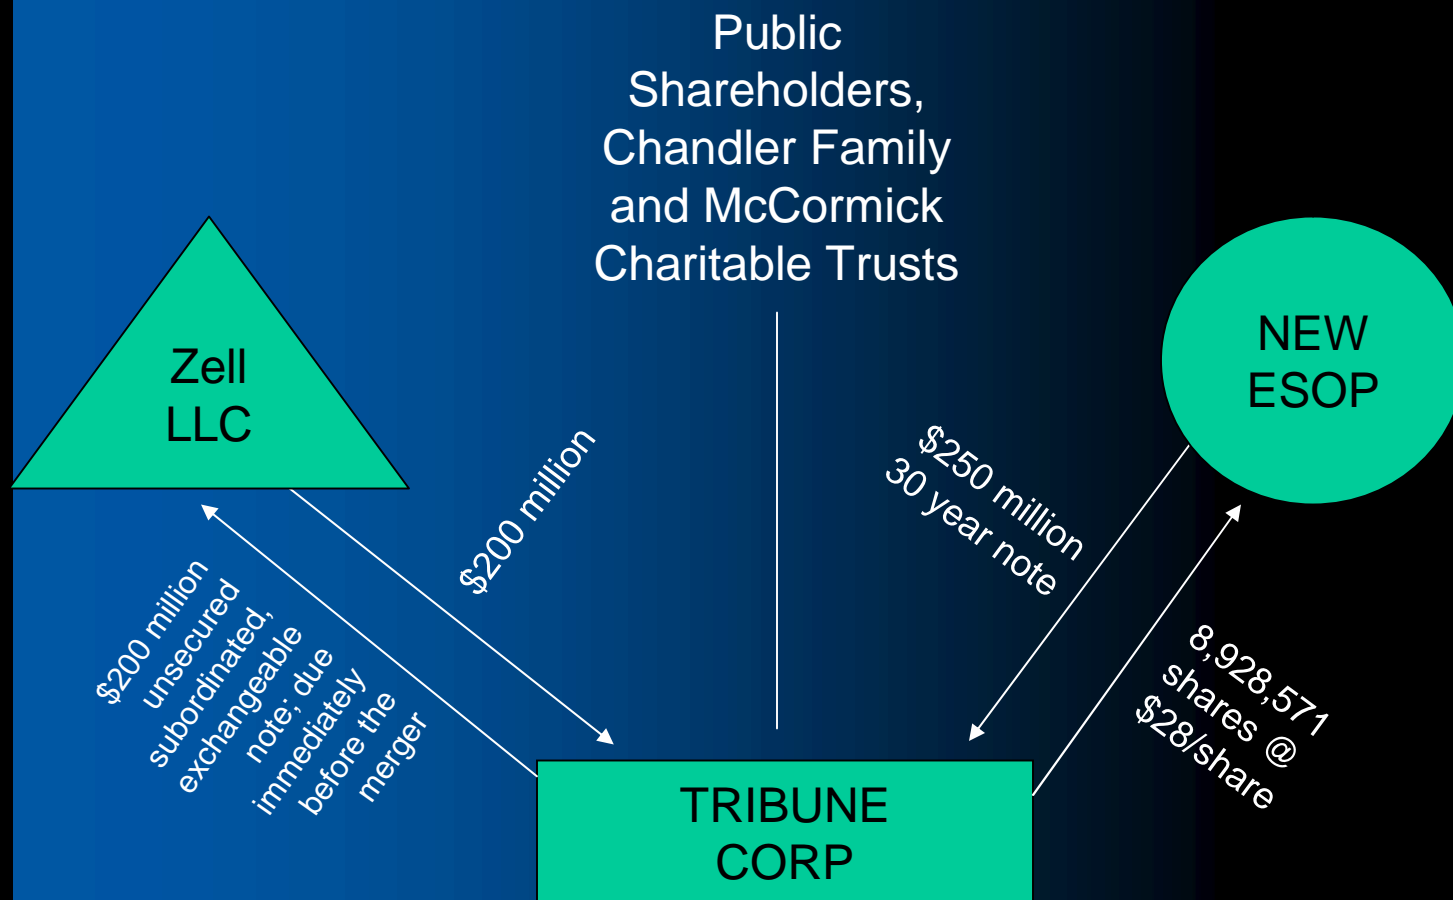 Public
Shareholders,
Chandler Family
and McCormick
Charitable Trusts
Zell
LLC
NEW
ESOP
$200 million
$250 million
30 year note
$200 million
unsecured
subordinated,
exchangeable
note; due
immediately
before the
merger
8,928,571
shares @
$28/share
TRIBUNE
CORP